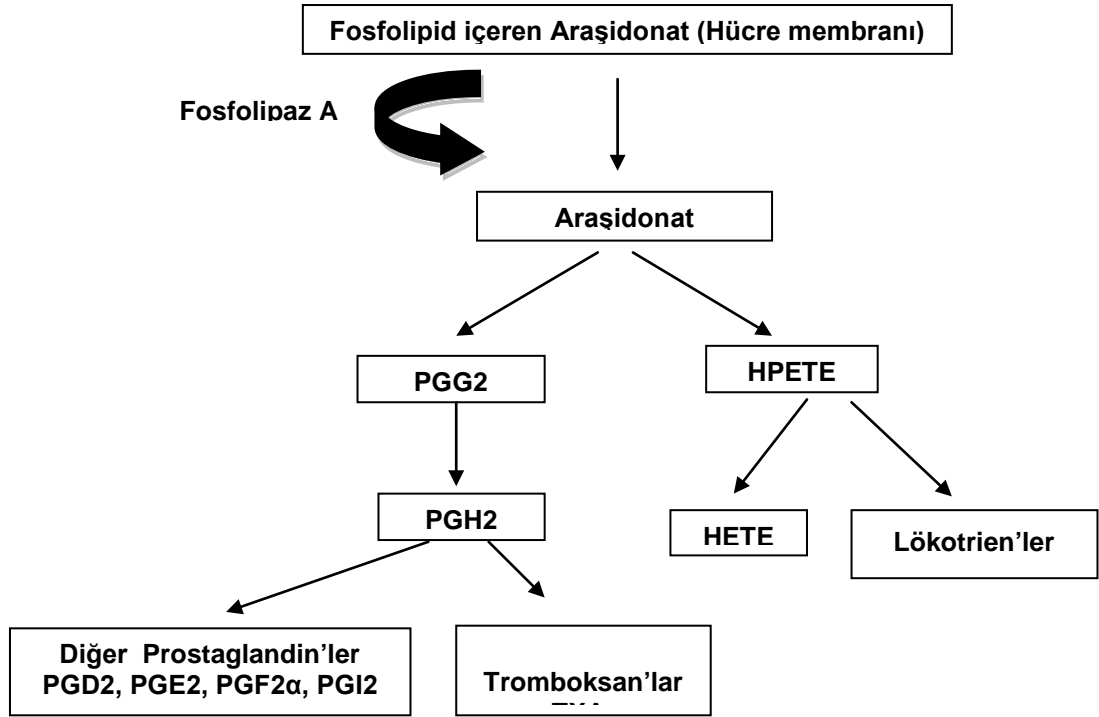 Fosfolipid içeren Araşidonat (Hücre membranı)
Fosfolipaz A
Araşidonat
PGG2
HPETE
PGH2
HETE
Lökotrien’ler
Diğer Prostaglandin’ler
PGD2, PGE2, PGF2α, PGI2
Tromboksan’lar